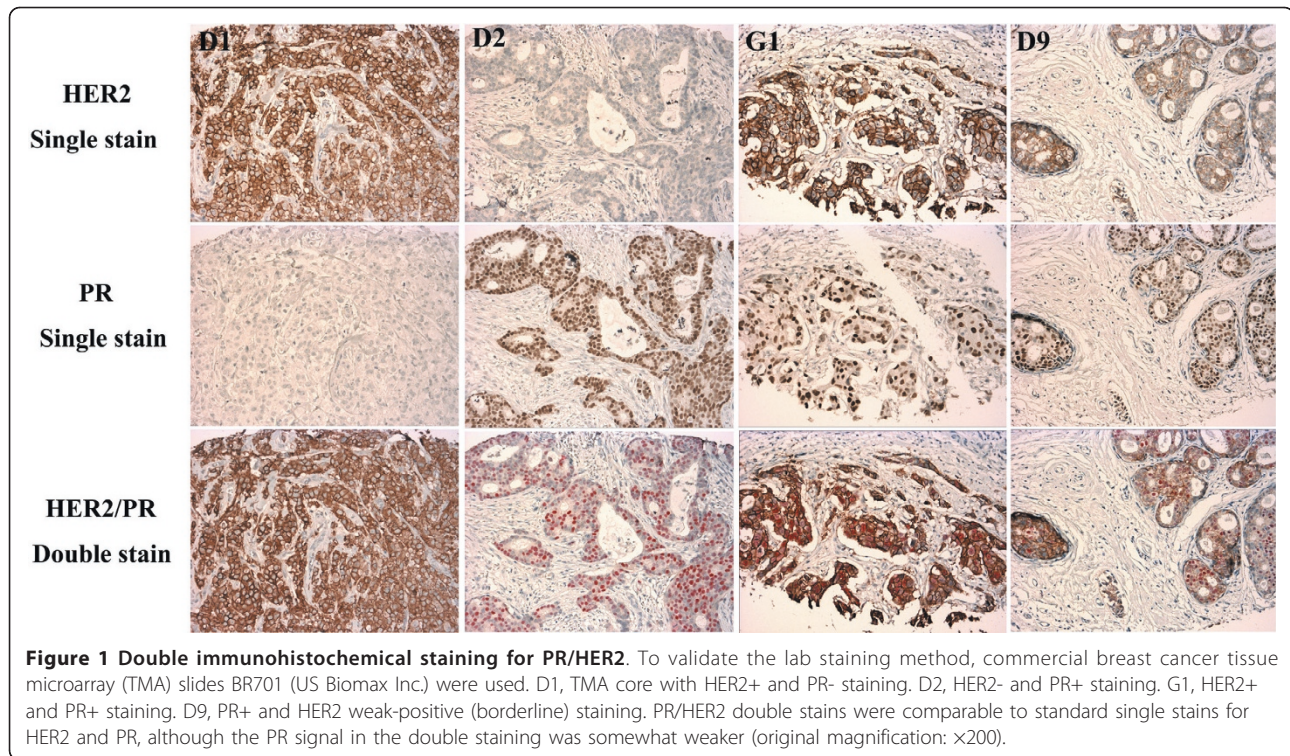 D1 D2 G1 D9
HER2
Single stain
PR
Single stain
HER2/PR
Double stain
Figure 1 Double immunohistochemical staining for PR/HER2. To validate the lab staining method, commercial breast cancer tissue
microarray (TMA) slides BR701 (US Biomax Inc.) were used. D1, TMA core with HER2+ and PR- staining. D2, HER2- and PR+ staining. G1, HER2+
and PR+ staining. D9, PR+ and HER2 weak-positive (borderline) staining. PR/HER2 double stains were comparable to standard single stains for
HER2 and PR, although the PR signal in the double staining was somewhat weaker (original magnification: ×200).